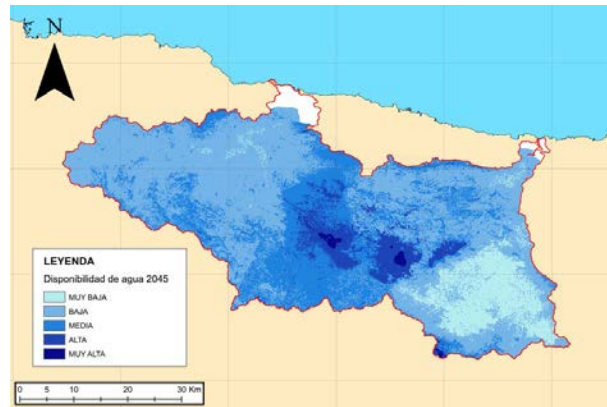 N
LEYENDA
Disponibilidad de agua 2045
MUY BAJA
BAJA
MEDIA
ALTA
MUY ALTA
0 5 10 20 30 Km